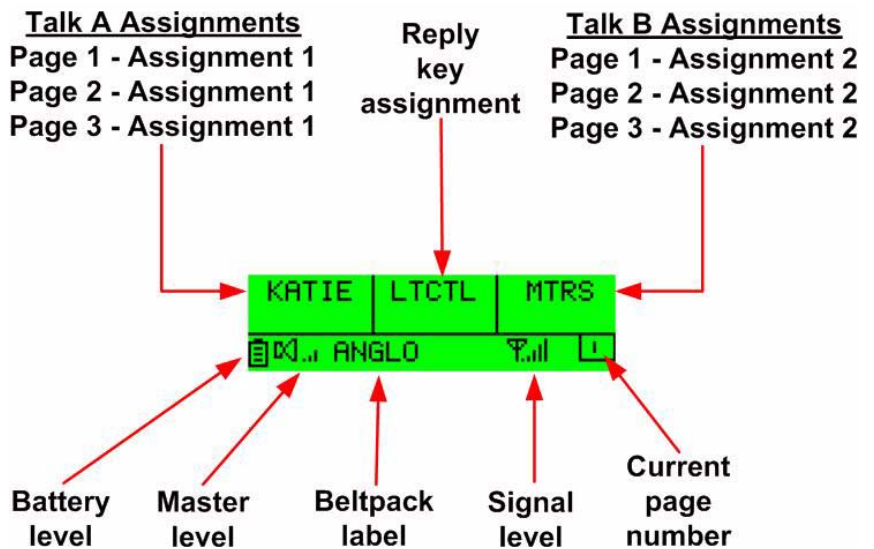 Talk A Assignments
Page 1 - Assignment 1
Page 2 - Assignment 1
Page 3 - Assignment 1
Reply
key
assignment
Talk B Assignments
Page 1 - Assignment 2
Page 2 - Assignment 2
Page 3 - Assignment 2
KATIE LTCTL MTRS
ANGLO 1
Battery
level
Master
level
Beltpack
label
Signal
level
Current
page
number